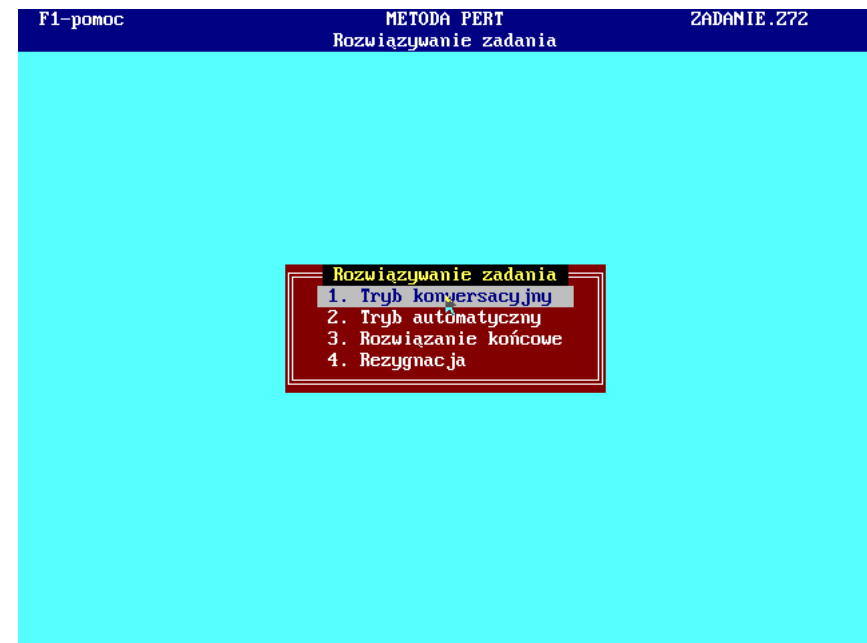 F1-pomoc METODA PERT ZADANIE.Z72
Rozwiązywanie zadania
Rozwiązywanie zadania
1. Tryb konwersacyjny
2. Tryb automatyczny
3. Rozwiązanie końcowe
4. Rezygnacja